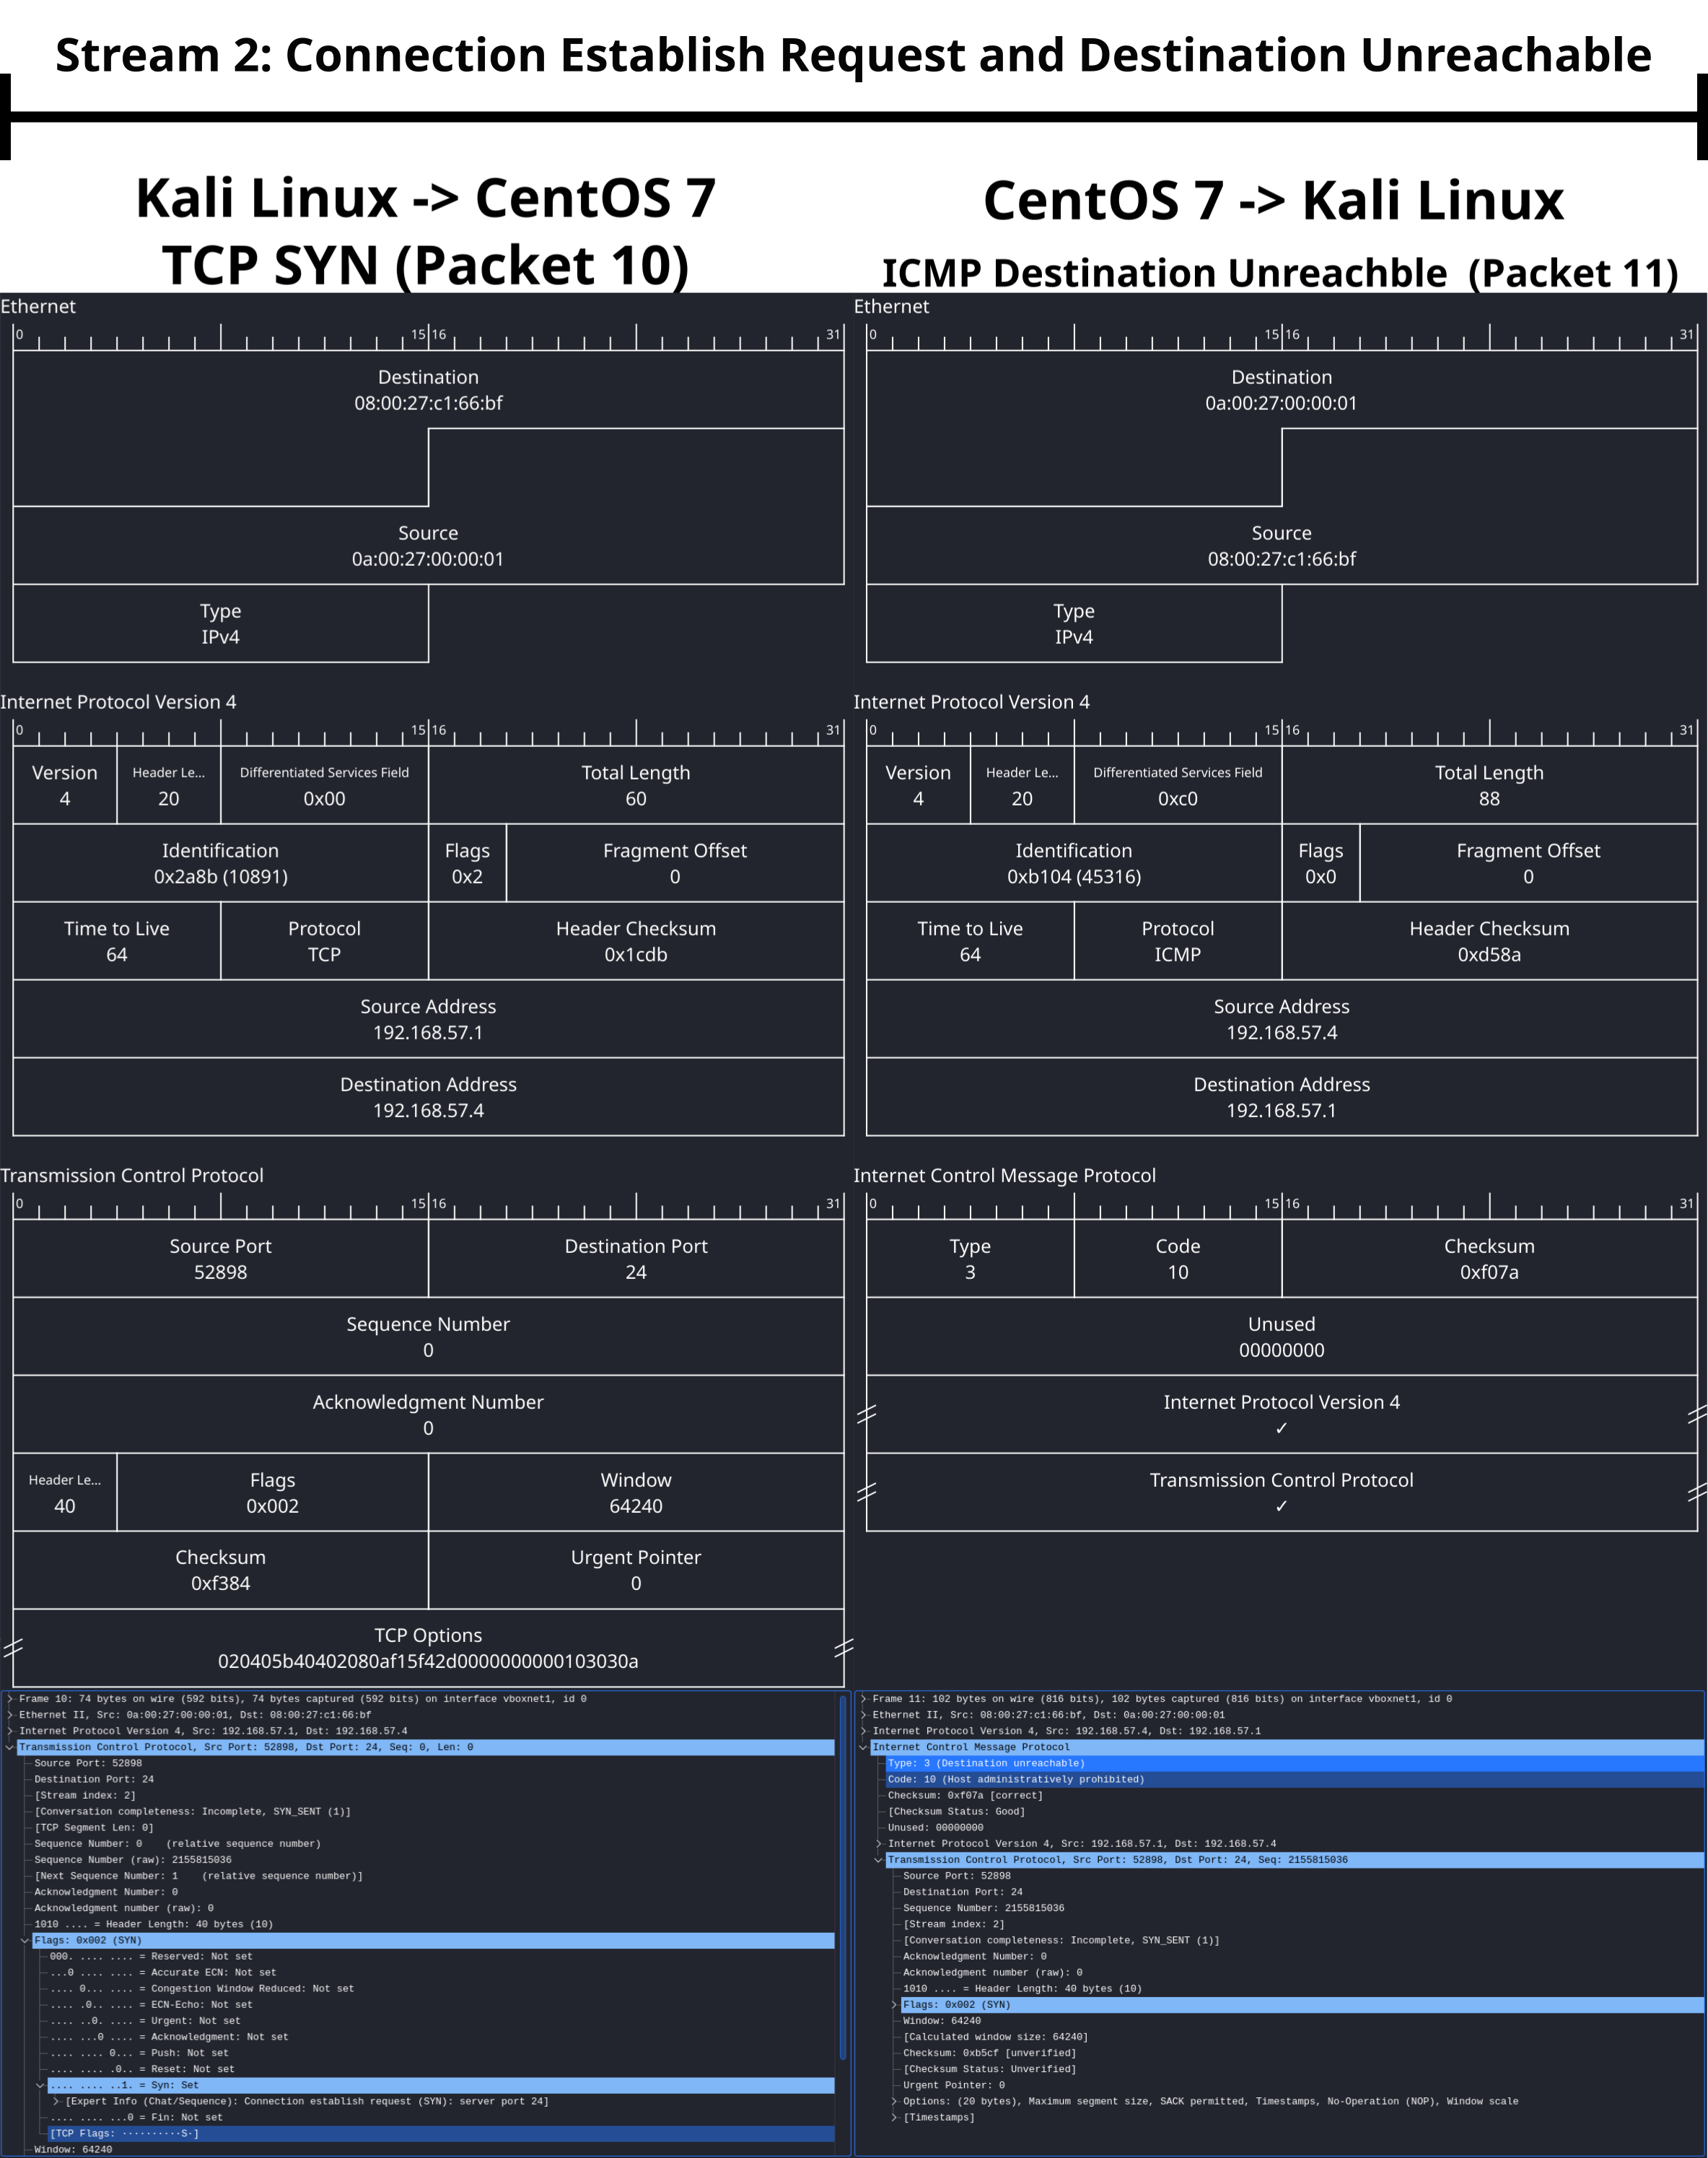 Stream 2: Connection Establish Request and Destination Unreachable
Kali Linux -> CentOS 7
TCP SYN (Packet 10)
Ethernet
0 15 16 31
Destination
08:00:27:c1:66:bf
Source
0a:00:27:00:00:01
Type
IPv4
Internet Protocol Version 4
0 15 16 31
Version Header Le... Differentiated Services Field Total Length
4 20 0x00 60
Identification Flags Fragment Offset
0x2a8b (10891) 0x2 0
Time to Live Protocol Header Checksum
64 TCP 0x1cdb
Source Address
192.168.57.1
Destination Address
192.168.57.4
Transmission Control Protocol
0 15 16 31
Source Port Destination Port
52898 24
Sequence Number
0
Acknowledgment Number
0
Header Le... Flags Window
40 0x002 64240
Checksum Urgent Pointer
0xf384 0
TCP Options
020405b40402080af15f42d0000000000103030a
Frame 10: 74 bytes on wire (592 bits), 74 bytes captured (592 bits) on interface vboxnet1, id 0
Ethernet II, Src: 0a:00:27:00:00:01, Dst: 08:00:27:c1:66:bf
Internet Protocol Version 4, Src: 192.168.57.1, Dst: 192.168.57.4
Transmission Control Protocol, Src Port: 52898, Dst Port: 24, Seq: 0, Len: 0
Source Port: 52898
Destination Port: 24
[Stream index: 2]
[Conversation completeness: Incomplete, SYN_SENT (1)]
[TCP Segment Len: 0]
Sequence Number: 0    (relative sequence number)
Sequence Number (raw): 2155815036
[Next Sequence Number: 1    (relative sequence number)]
Acknowledgment Number: 0
Acknowledgment number (raw): 0
1010 .... = Header Length: 40 bytes (10)
Flags: 0x002 (SYN)
000. .... .... = Reserved: Not set
...0 .... .... = Accurate ECN: Not set
.... 0... .... = Congestion Window Reduced: Not set
.... .0.. .... = ECN-Echo: Not set
.... ..0. .... = Urgent: Not set
.... ...0 .... = Acknowledgment: Not set
.... .... 0... = Push: Not set
.... .... .0.. = Reset: Not set
.... .... ..1. = Syn: Set
[Expert Info (Chat/Sequence): Connection establish request (SYN): server port 24]
.... .... ...0 = Fin: Not set
[TCP Flags: ··········S·]
Window: 64240
CentOS 7 -> Kali Linux
ICMP Destination Unreachble (Packet 11)
Ethernet
0 15 16 31
Destination
0a:00:27:00:00:01
Source
08:00:27:c1:66:bf
Type
IPv4
Internet Protocol Version 4
0 15 16 31
Version Header Le... Differentiated Services Field Total Length
4 20 0xc0 88
Identification Flags Fragment Offset
0xb104 (45316) 0x0 0
Time to Live Protocol Header Checksum
64 ICMP 0xd58a
Source Address
192.168.57.4
Destination Address
192.168.57.1
Internet Control Message Protocol
0 15 16 31
Type Code Checksum
3 10 0xf07a
Unused
00000000
Internet Protocol Version 4
✓
Transmission Control Protocol
✓
Frame 11: 102 bytes on wire (816 bits), 102 bytes captured (816 bits) on interface vboxnet1, id 0
Ethernet II, Src: 08:00:27:c1:66:bf, Dst: 0a:00:27:00:00:01
Internet Protocol Version 4, Src: 192.168.57.4, Dst: 192.168.57.1
Internet Control Message Protocol
Type: 3 (Destination unreachable)
Code: 10 (Host administratively prohibited)
Checksum: 0xf07a [correct]
[Checksum Status: Good]
Unused: 00000000
Internet Protocol Version 4, Src: 192.168.57.1, Dst: 192.168.57.4
Transmission Control Protocol, Src Port: 52898, Dst Port: 24, Seq: 2155815036
Source Port: 52898
Destination Port: 24
Sequence Number: 2155815036
[Stream index: 2]
[Conversation completeness: Incomplete, SYN_SENT (1)]
Acknowledgment Number: 0
Acknowledgment number (raw): 0
1010 .... = Header Length: 40 bytes (10)
Flags: 0x002 (SYN)
Window: 64240
[Calculated window size: 64240]
Checksum: 0xb5cf [unverified]
[Checksum Status: Unverified]
Urgent Pointer: 0
Options: (20 bytes), Maximum segment size, SACK permitted, Timestamps, No-Operation (NOP), Window scale
[Timestamps]